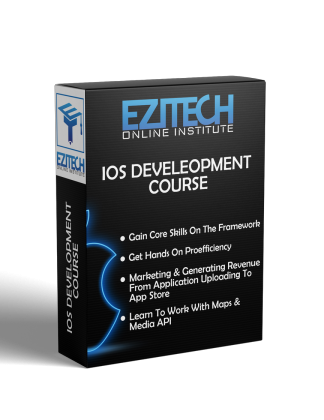 EZITECH
ONLINE INSTITUTE
IOS DEVELEOPMENT
COURSE
• Gain Core Skills On The Framework
• Get Hands On Proefficiency
• Marketing & Generating Revenue
From Application Uploading To
App Store
• Learn To Work With Maps &
Media API
EZITECH
IOS DEVELOPMENT
COURSE